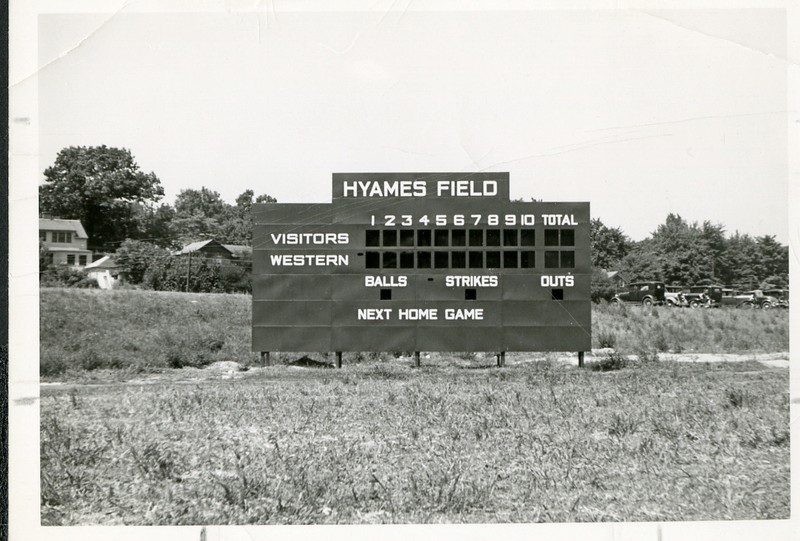 HYAMES FIELD
1 2 3 4 5 6 7 8 9 10 TOTAL
VISITORS
WESTERN
BALLS STRIKES OUTS
NEXT HOME GAME